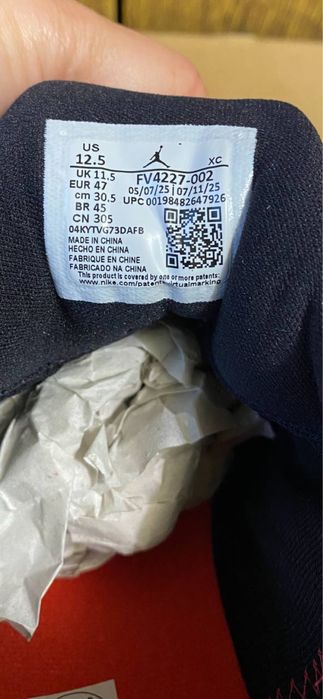 US
12.5
XC
UK 11.5
FV4227-002
EUR 47
05/07/25 | 07/11/25
cm 30.5
UPC 00198482647926
BR 45
CN 305
04KYTVG73DAFB
MADE IN CHINA
HECHO EN CHINA
FABRIQUE EN CHINE
FABRICADO NA CHINA
This product is covered by one or more patents:
www.nike.com/patents-virtualmarking